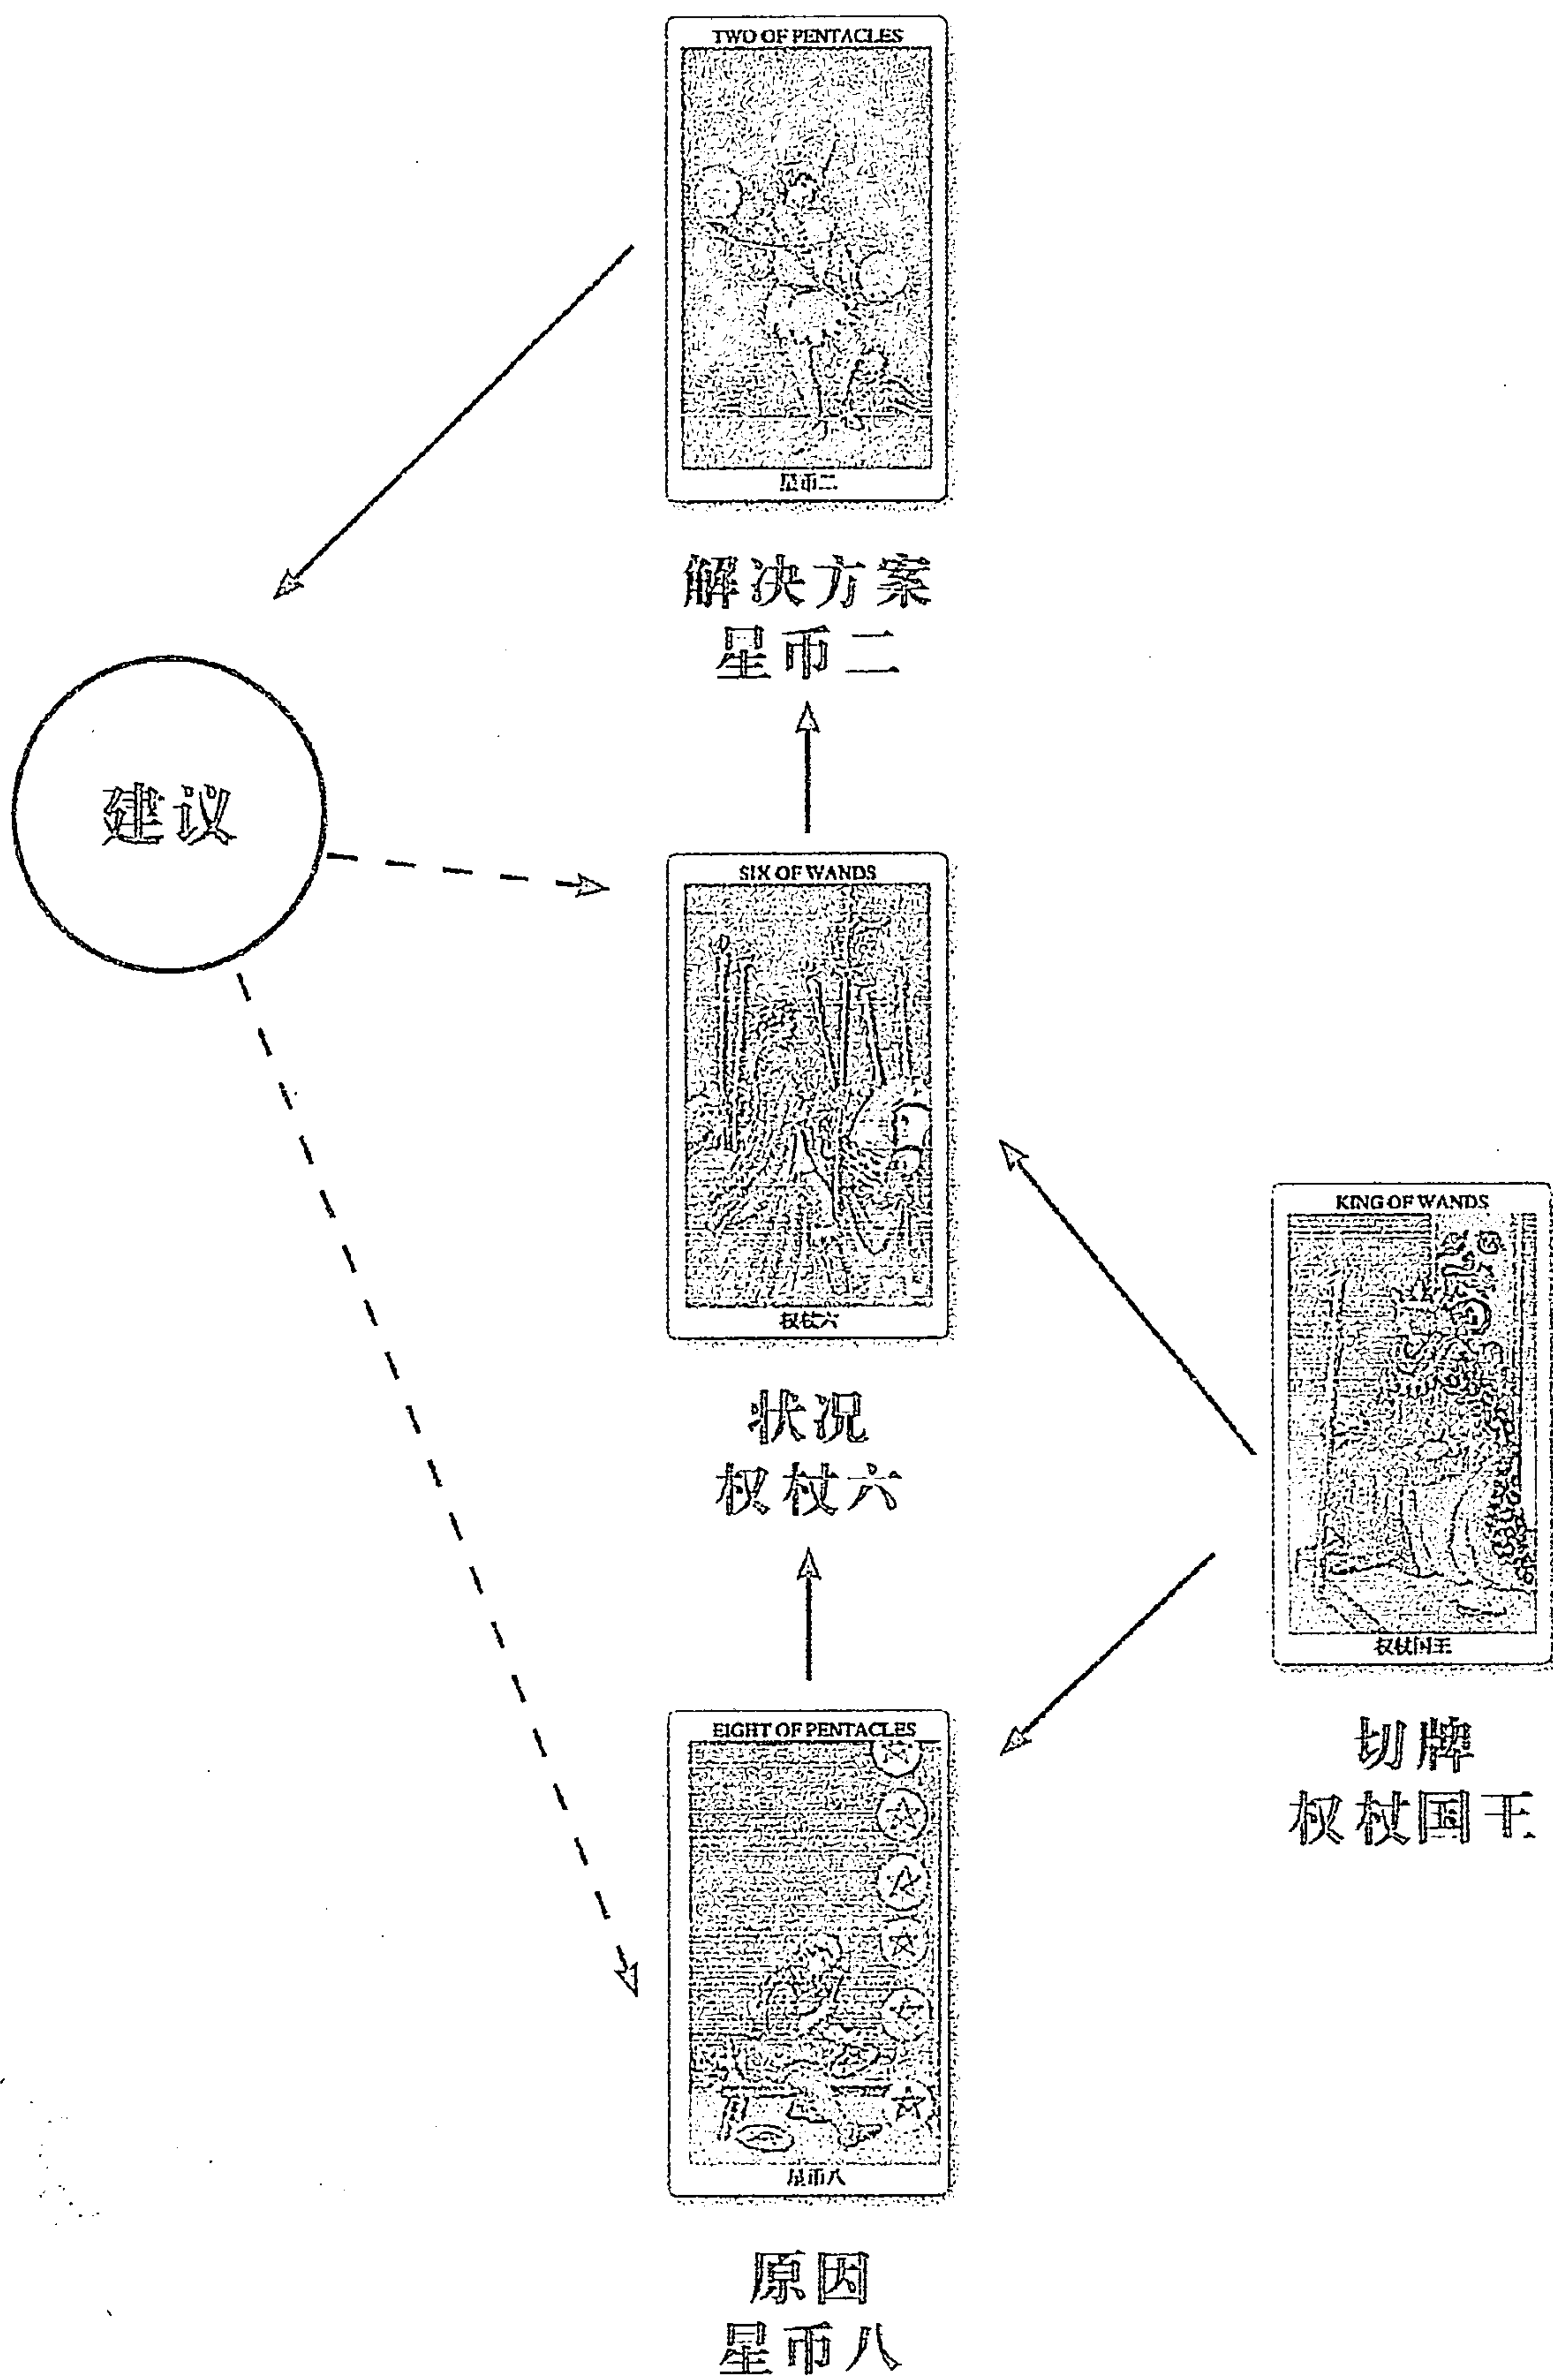 TWO OF PENTACLES
星币二
解决方案
星币二
建议
SIX OF WANDS
权杖六
状况
权杖六
KING OF WANDS
权杖国王
切牌
权杖国王
EIGHT OF PENTACLES
星币八
原因
星币八